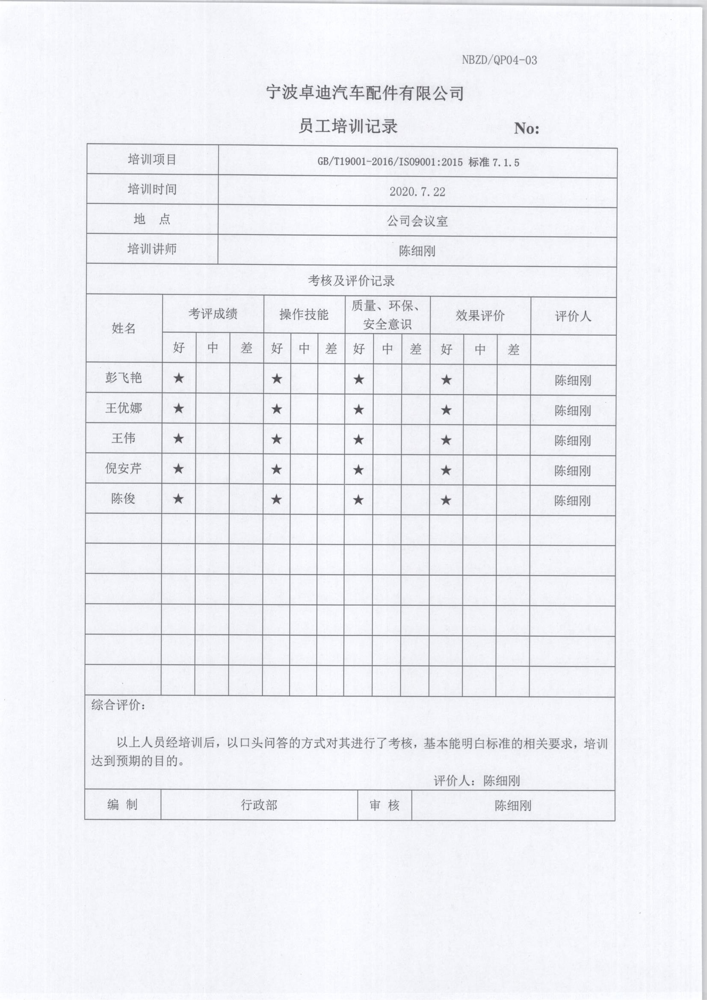 NBZD/QP04-03
宁波卓迪汽车配件有限公司
员工培训记录 No:
培训项目 GB/T19001-2016/ISO9001:2015 标准 7.1.5
培训时间 2020.7.22
地 点 公司会议室
培训讲师 陈细刚
考核及评价记录
姓名 考评成绩 操作技能 质量、环保、安全意识 效果评价 评价人
好 中 差 好 中 差 好 中 差 好 中 差
彭飞艳 ★ ★ ★ ★ 陈细刚
王优娜 ★ ★ ★ ★ 陈细刚
王伟 ★ ★ ★ ★ 陈细刚
倪安芹 ★ ★ ★ ★ 陈细刚
陈俊 ★ ★ ★ ★ 陈细刚
综合评价：
以上人员经培训后，以口头问答的方式对其进行了考核，基本能明白标准的相关要求，培训
达到预期的目的。
评价人：陈细刚
编 制 行政部 审 核 陈细刚